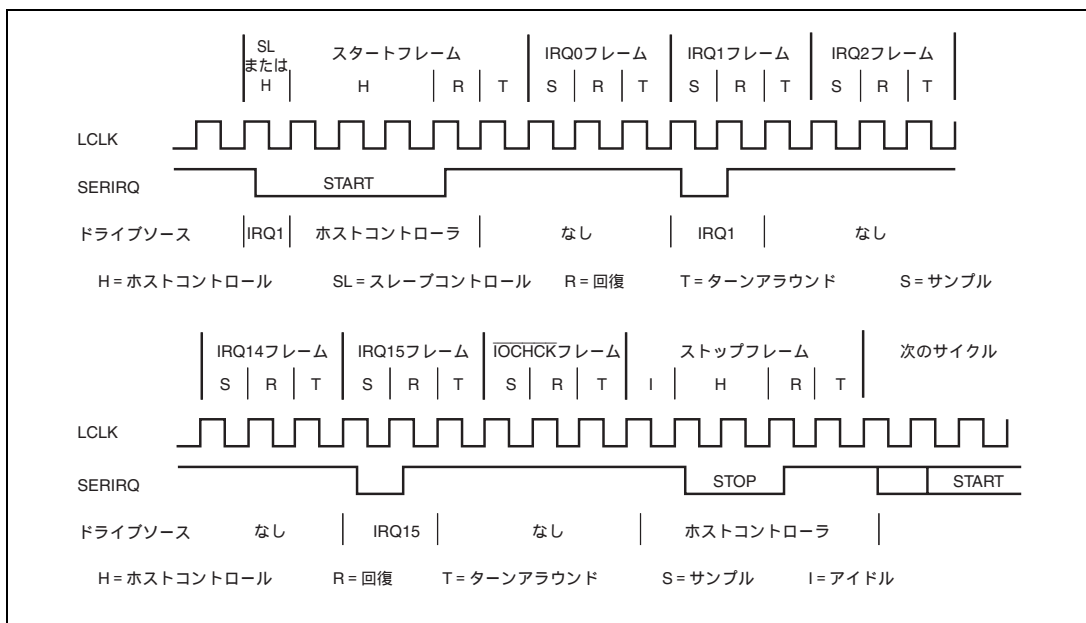 SL
または
H
スタートフレーム
H R T
IRQ0フレーム
S R T
IRQ1フレーム
S R T
IRQ2フレーム
S R T
LCLK
SERIRQ START
ドライブソース IRQ1 ホストコントローラ なし IRQ1 なし
H = ホストコントロール SL = スレーブコントロール R = 回復 T = ターンアラウンド S = サンプル
IRQ14フレーム IRQ15フレーム IOCHCKフレーム ストップフレーム 次のサイクル
S R T S R T S R T I H R T
LCLK
SERIRQ STOP START
ドライブソース なし IRQ15 なし ホストコントローラ
H = ホストコントロール R = 回復 T = ターンアラウンド S = サンプル I = アイドル